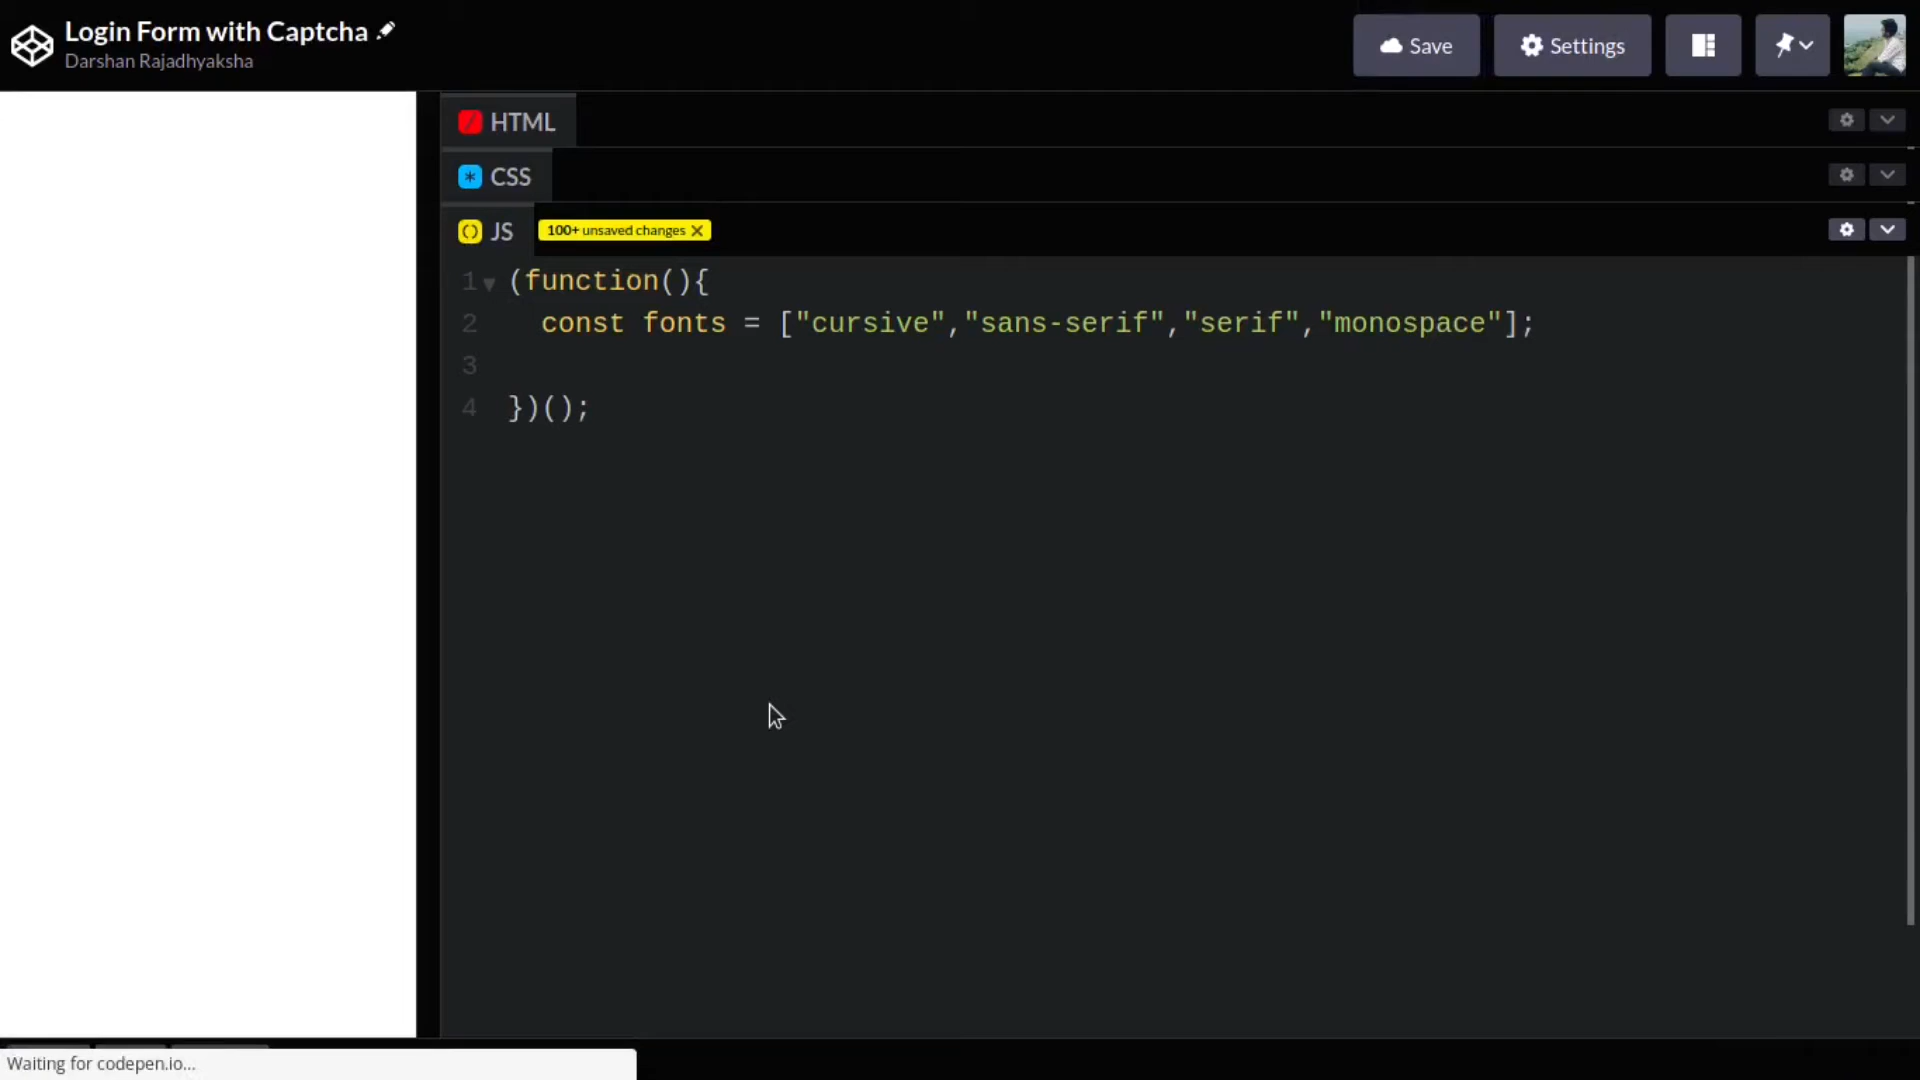 Login Form with Captcha
Darshan Rajadhyaksha
Save
Settings
HTML
CSS
JS
100+ unsaved changes
1 (function(){
2 const fonts = ["cursive","sans-serif","serif","monospace"];
3
4 })();
Waiting for codepen.io...